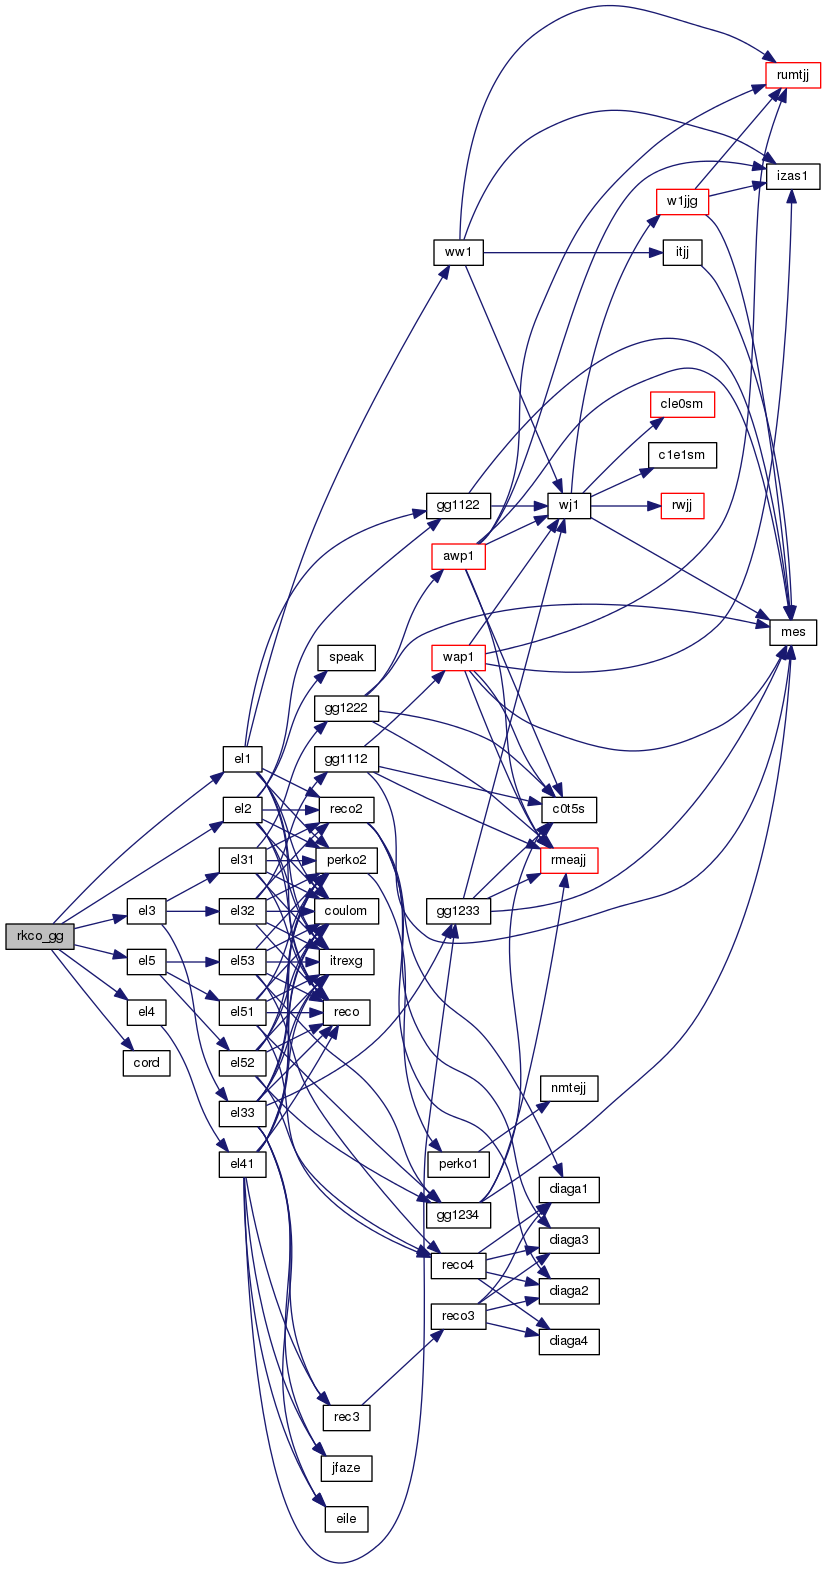 rumtjj
izas1
w1jjg
ww1
itjj
cle0sm
c1e1sm
gg1122
wj1
rwjj
awp1
mes
speak
wap1
gg1222
el1
gg1112
el2
reco2
c0t5s
el31
perko2
rmeajj
el3
el32
coulom
gg1233
rkco_gg
el5
el53
itrexg
el4
el51
reco
cord
el52
nmtejj
el33
el41
perko1
diaga1
gg1234
diaga3
reco4
diaga2
reco3
diaga4
rec3
jfaze
eile